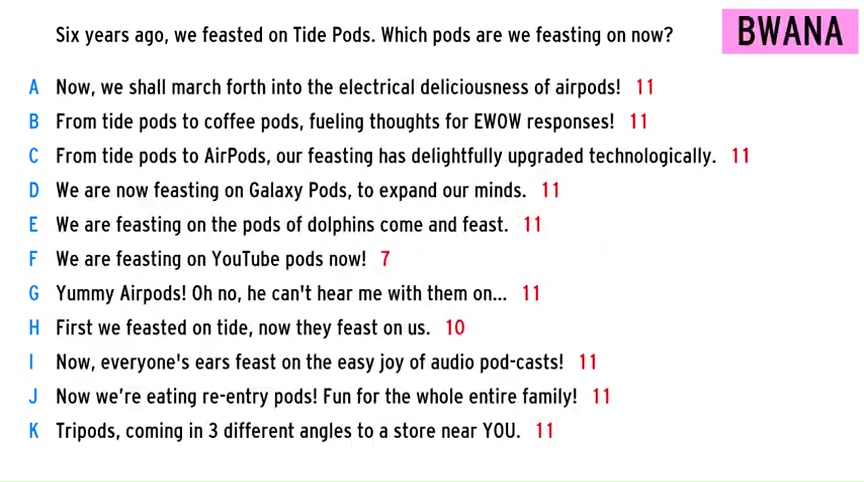 Six years ago, we feasted on Tide Pods. Which pods are we feasting on now?
BWANA
A Now, we shall march forth into the electrical deliciousness of airpods! 11
B From tide pods to coffee pods, fueling thoughts for EWOW responses! 11
C From tide pods to AirPods, our feasting has delightfully upgraded technologically. 11
D We are now feasting on Galaxy Pods, to expand our minds. 11
E We are feasting on the pods of dolphins come and feast. 11
F We are feasting on YouTube pods now! 7
G Yummy Airpods! Oh no, he can't hear me with them on... 11
H First we feasted on tide, now they feast on us. 10
I Now, everyone's ears feast on the easy joy of audio pod-casts! 11
J Now we're eating re-entry pods! Fun for the whole entire family! 11
K Tripods, coming in 3 different angles to a store near YOU. 11